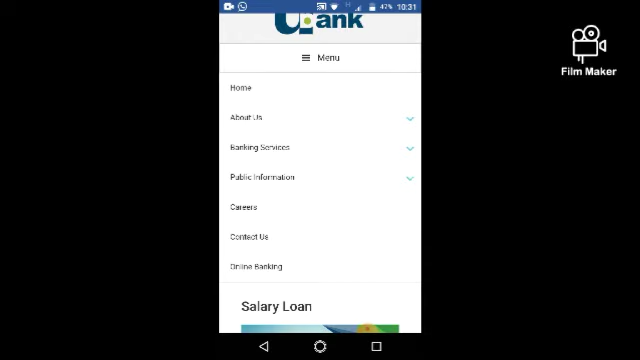 42% 10:31
U:ank
Film Maker
Menu
Home
About Us
Banking Services
Public Information
Careers
Contact Us
Online Banking
Salary Loan